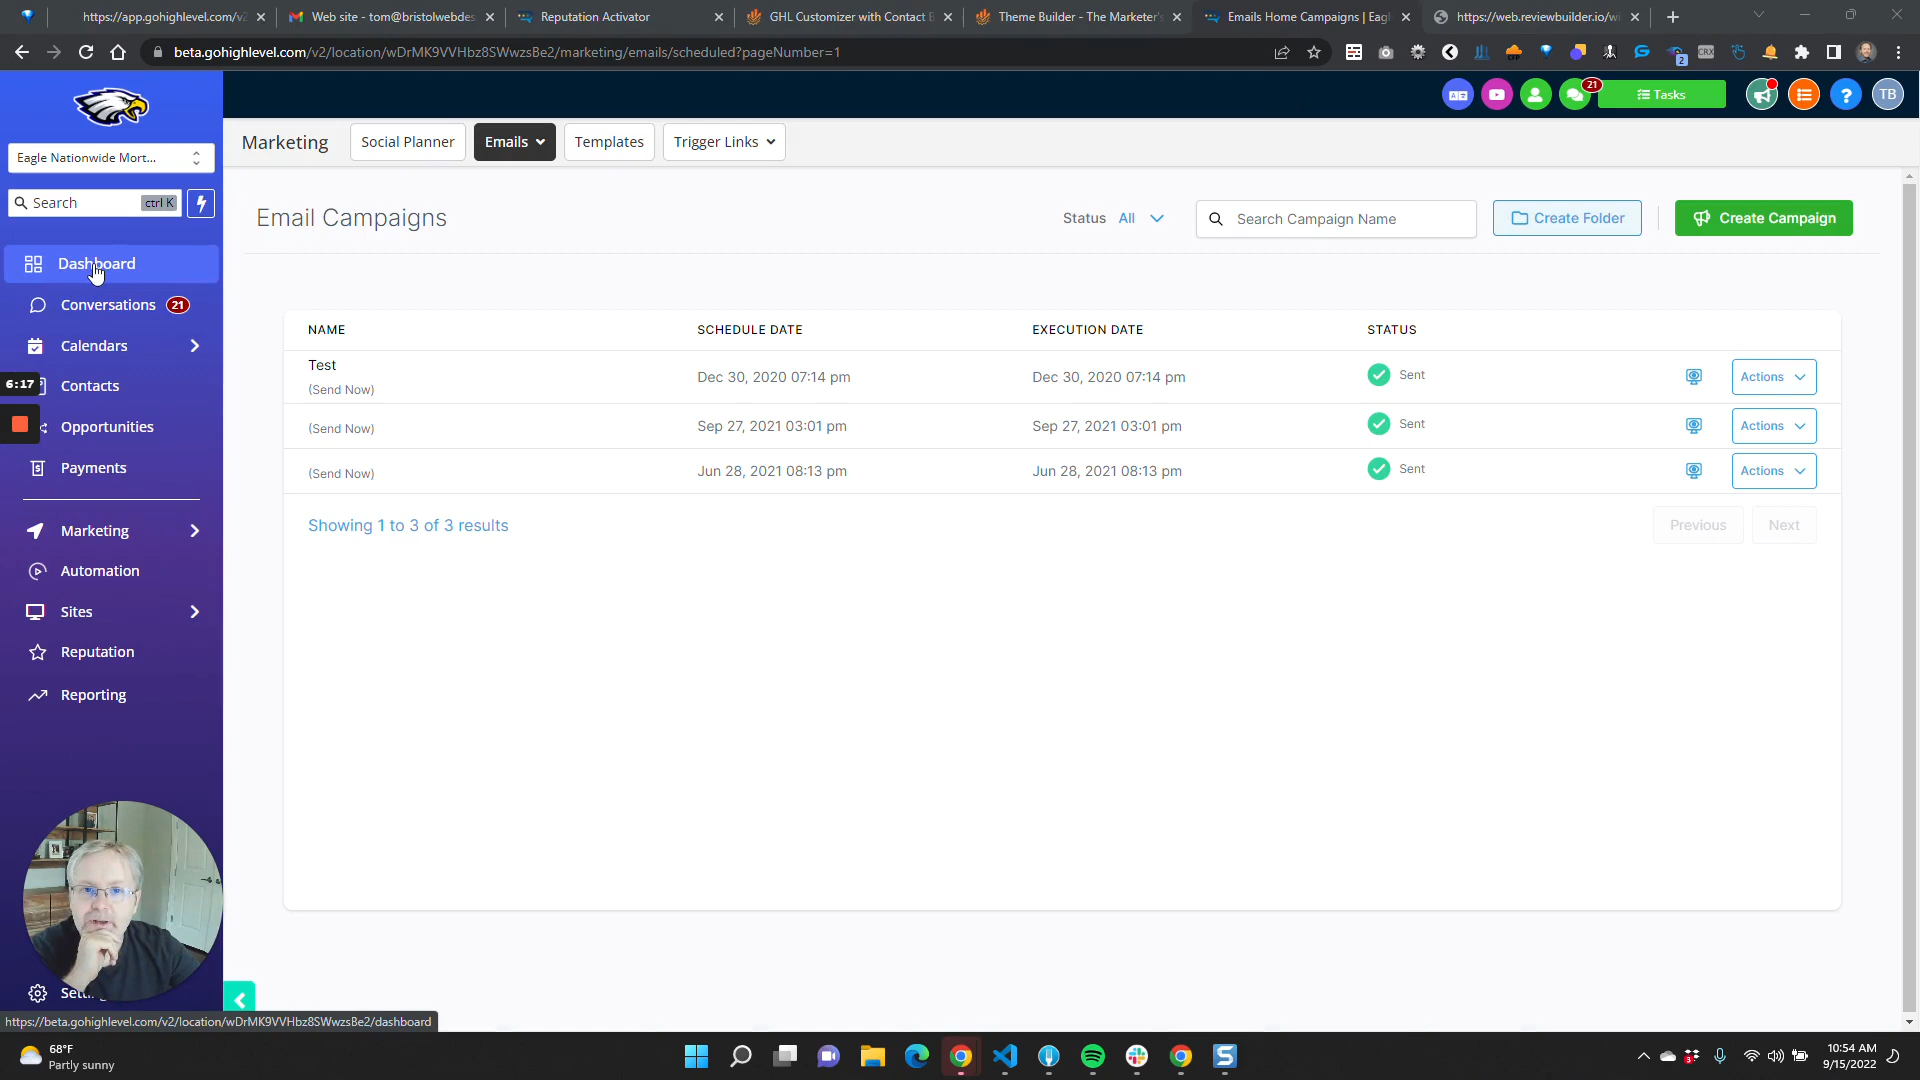 https://app.gohighlevel.com/v2
Web site - tom@bristolwebdes
Reputation Activator
GHL Customizer with Contact B
Theme Builder - The Marketer's
Emails Home Campaigns | Eagl
https://web.reviewbuilder.io/wi
beta.gohighlevel.com/v2/location/wDrMK9VVHbz8SWwzsBe2/marketing/emails/scheduled?pageNumber=1
2
CRX
21
Tasks
TB
Marketing
Social Planner
Emails
Templates
Trigger Links
Eagle Nationwide Mort...
Search
ctrl K
Email Campaigns
Status All
Search Campaign Name
Create Folder
Create Campaign
Dashboard
Conversations 21
Calendars
6:17
Contacts
Opportunities
Payments
Marketing
Automation
Sites
Reputation
Reporting
NAME SCHEDULE DATE EXECUTION DATE STATUS
Test
(Send Now)
Dec 30, 2020 07:14 pm
Dec 30, 2020 07:14 pm
Sent
Actions
(Send Now)
Sep 27, 2021 03:01 pm
Sep 27, 2021 03:01 pm
Sent
Actions
(Send Now)
Jun 28, 2021 08:13 pm
Jun 28, 2021 08:13 pm
Sent
Actions
Showing 1 to 3 of 3 results
Previous
Next
https://beta.gohighlevel.com/v2/location/wDrMK9VVHbz8SWwzsBe2/dashboard
68°F
Partly sunny
3
10:54 AM
9/15/2022